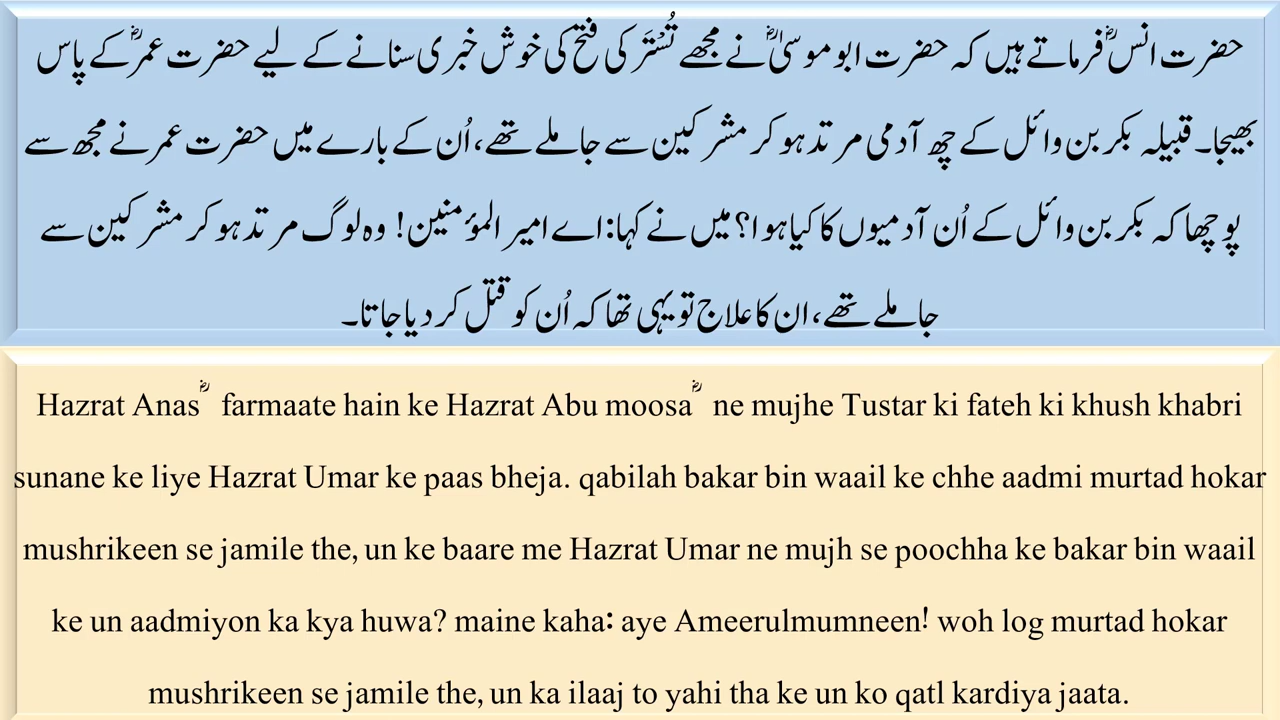 حضرت انسؓ فرماتے ہیں کہ حضرت ابو موسیٰؓ نے مجھے تُسْتَر کی فتح کی خوش خبری سنانے کے لیے حضرت عمرؓ کے پاس
بھیجا۔ قبیلہ بکر بن وائل کے چھ آدمی مرتد ہو کر مشرکین سے جاملے تھے، اُن کے بارے میں حضرت عمر نے مجھ سے
پوچھا کہ بکر بن وائل کے اُن آدمیوں کا کیا ہوا؟ میں نے کہا: اے امیر المؤمنین! وہ لوگ مرتد ہو کر مشرکین سے
جاملے تھے، ان کا علاج تو یہی تھا کہ اُن کو قتل کر دیا جاتا۔
Hazrat Anasؓ farmaate hain ke Hazrat Abu moosaؓ ne mujhe Tustar ki fateh ki khush khabri
sunane ke liye Hazrat Umar ke paas bheja. qabilah bakar bin waail ke chhe aadmi murtad hokar
mushrikeen se jamile the, un ke baare me Hazrat Umar ne mujh se poochha ke bakar bin waail
ke un aadmiyon ka kya huwa? maine kaha: aye Ameerulmumneen! woh log murtad hokar
mushrikeen se jamile the, un ka ilaaj to yahi tha ke un ko qatl kardiya jaata.